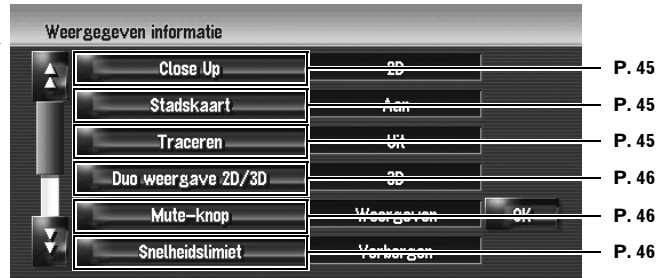 Weergegeven informatie
Close Up 2D P. 45
Stadskaart Aan P. 45
Traceren Uit P. 45
Duo weergave 2D/3D 3D P. 46
Mute-knop Weergeven OK P. 46
Snelheidslimiet Verbergen P. 46